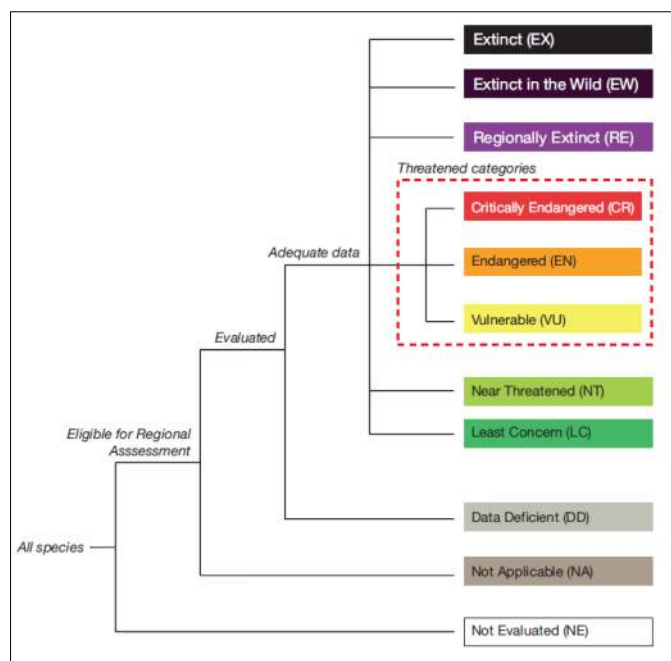 Extinct (EX)
Extinct in the Wild (EW)
Regionally Extinct (RE)
Threatened categories
Critically Endangered (CR)
Adequate data
Endangered (EN)
Vulnerable (VU)
Evaluated
Near Threatened (NT)
Eligible for Regional
Asssessment
Least Concern (LC)
Data Deficient (DD)
All species
Not Applicable (NA)
Not Evaluated (NE)